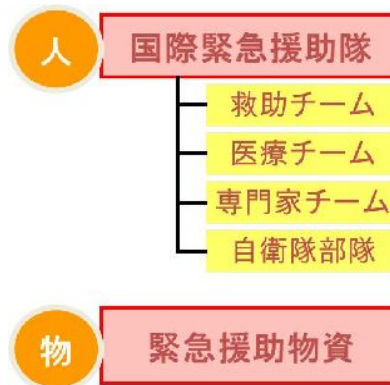 人 国際緊急援助隊
救助チーム
医療チーム
専門家チーム
自衛隊部隊
物 緊急援助物資